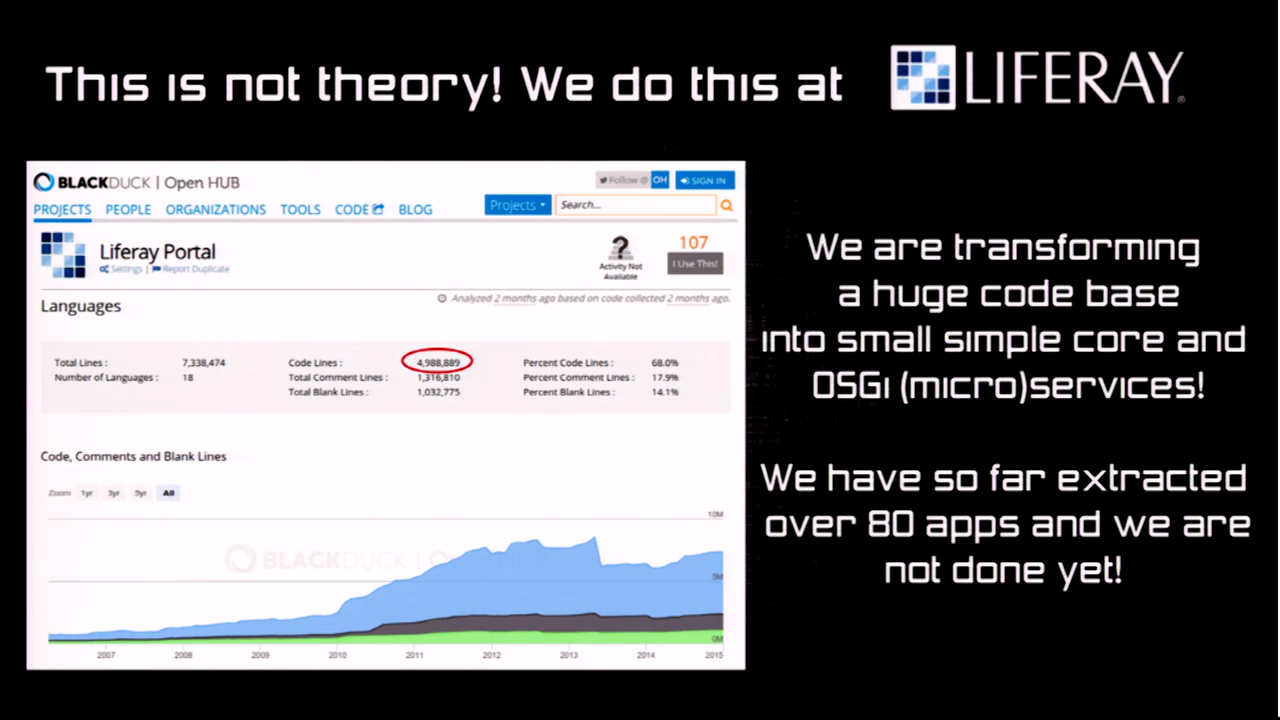 This is not theory! We do this at LIFERAY®
BLACKDUCK | Open HUB
Follow @ OH
SIGN IN
PROJECTS PEOPLE ORGANIZATIONS TOOLS CODE BLOG
Projects
Search...
Liferay Portal
Settings | Report Duplicate
Activity Not
Available
107
I Use This!
Languages
Analyzed 2 months ago based on code collected 2 months ago.
Total Lines : 7,338,474 Code Lines : 4,988,889 Percent Code Lines : 68.0%
Number of Languages : 18 Total Comment Lines : 1,316,810 Percent Comment Lines : 17.9%
Total Blank Lines : 1,032,775 Percent Blank Lines : 14.1%
Code, Comments and Blank Lines
Zoom 1yr 3yr 5yr All
10M
BLACKDUCK
5M
0M
2007 2008 2009 2010 2011 2012 2013 2014 2015
We are transforming
a huge code base
into small simple core and
OSGi (micro)services!
We have so far extracted
over 80 apps and we are
not done yet!